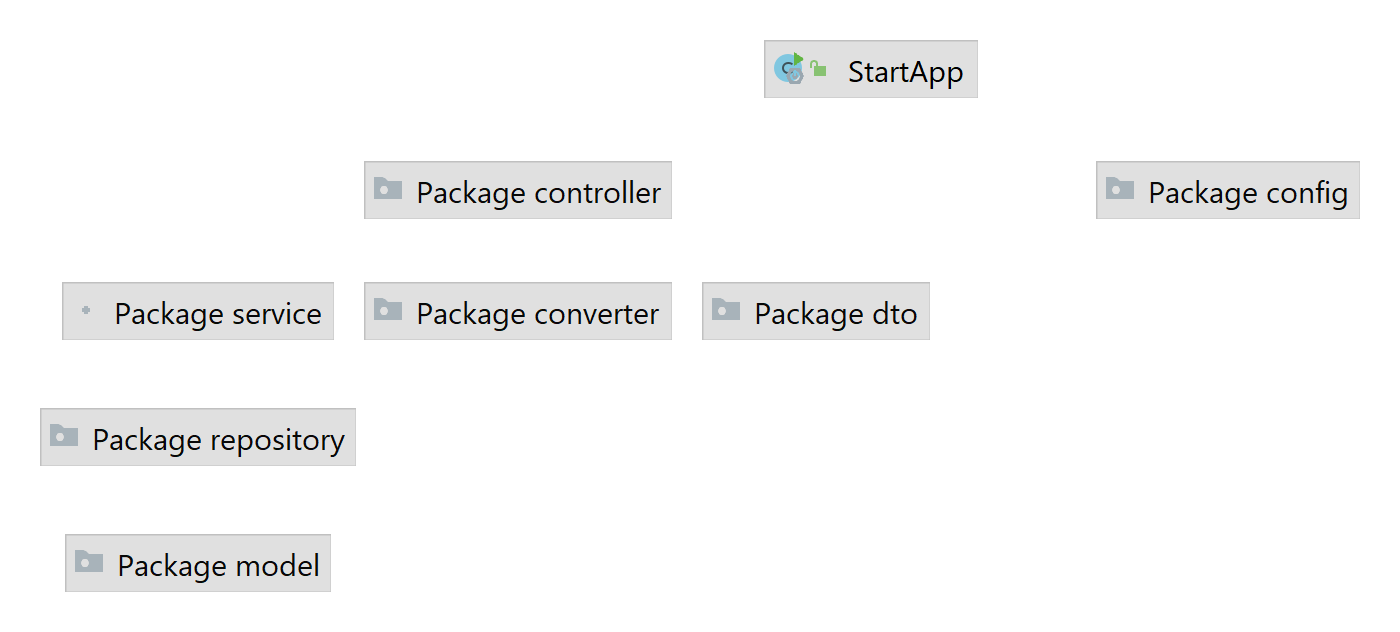 StartApp
Package controller
Package config
Package service
Package converter
Package dto
Package repository
Package model